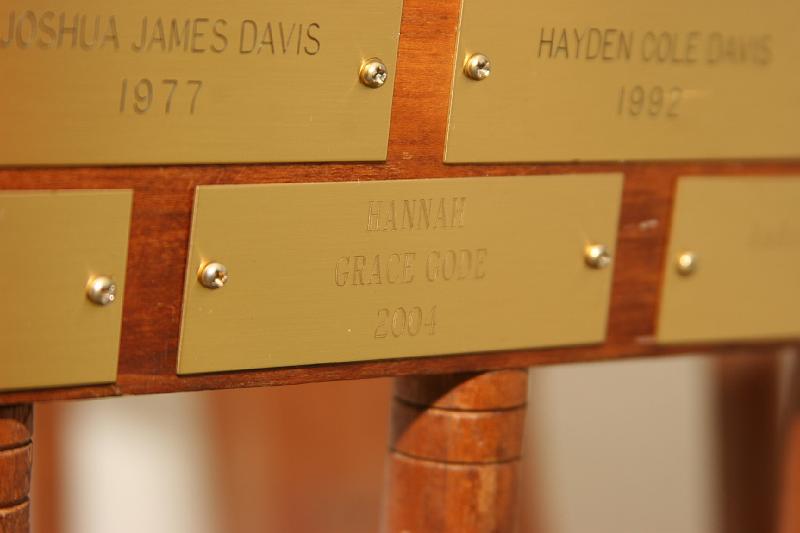 JOSHUA JAMES DAVIS
1977
HAYDEN COLE DAVIS
1992
HANNAH
GRACE GODE
2004